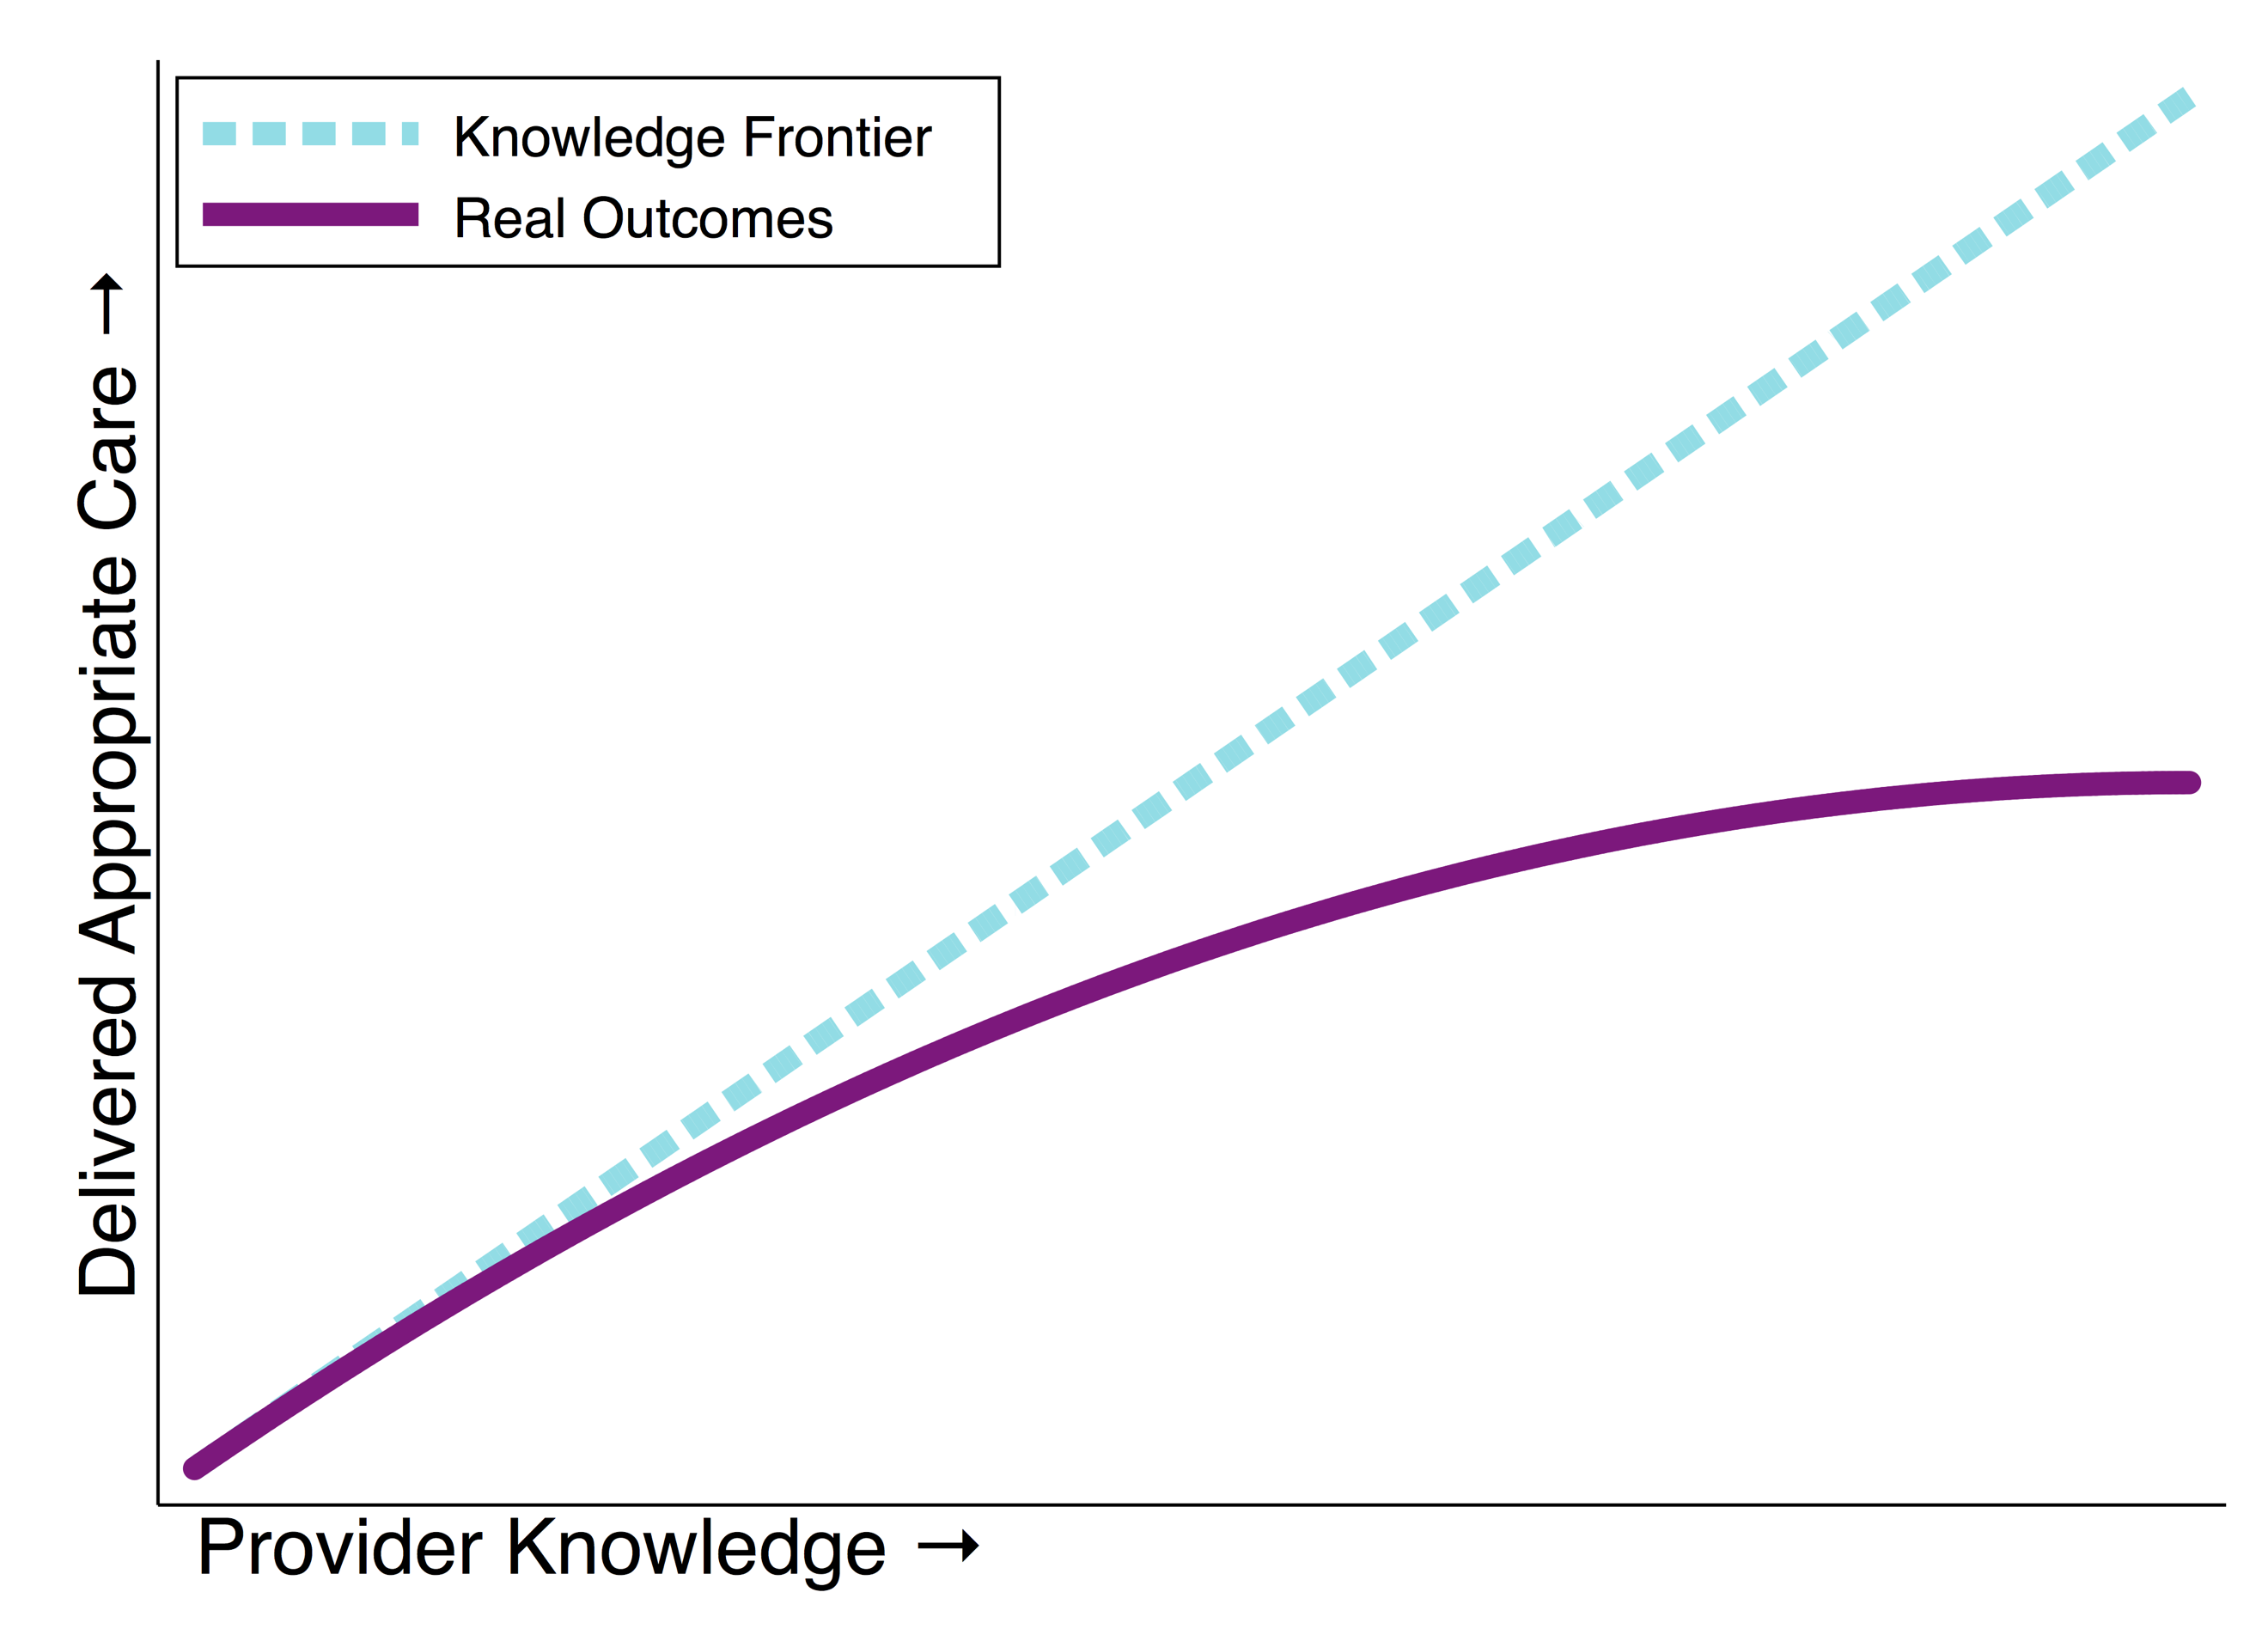 Knowledge Frontier
Real Outcomes
Delivered Appropriate Care →
Provider Knowledge →